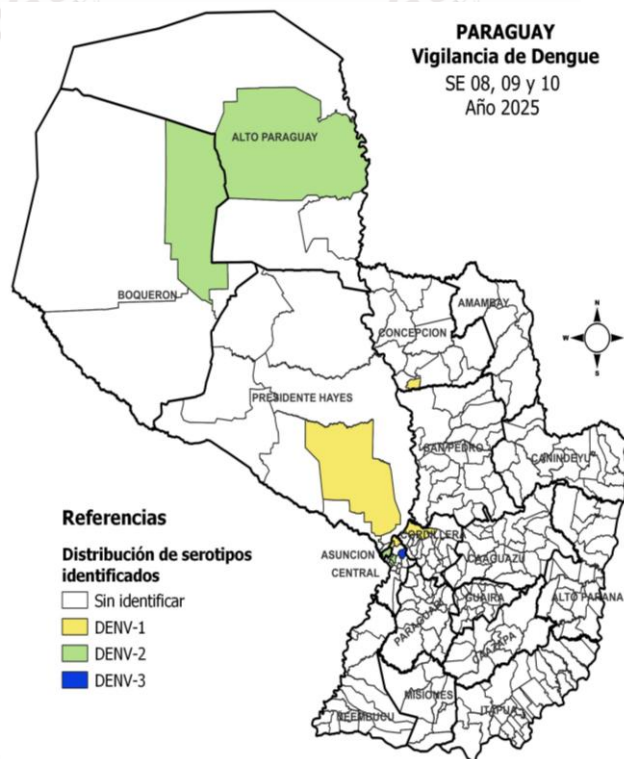 PARAGUAY
Vigilancia de Dengue
SE 08, 09 y 10
Año 2025
ALTO PARAGUAY
BOQUERON
AMAMBAY
CONCEPCION
N
W
E
S
PRESIDENTE HAYES
SAN PEDRO
CANINDEYU
CORDILLERA
ASUNCION
CENTRAL
CAAGUAZU
GUAIRA
ALTO PARANA
PARAGUARI
CAAZAPA
MISIONES
ITAPUA
ÑEEMBUCU
Referencias
Distribución de serotipos
identificados
Sin identificar
DENV-1
DENV-2
DENV-3